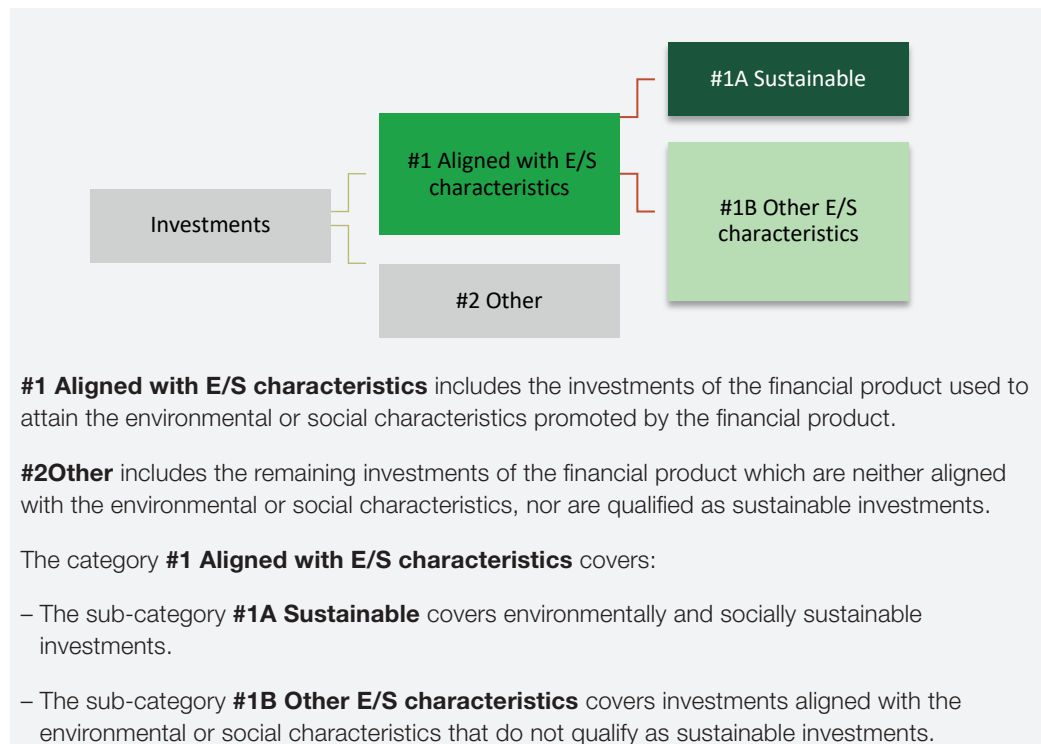 #1A Sustainable
#1 Aligned with E/S
characteristics
#1B Other E/S
characteristics
Investments
#2 Other
#1 Aligned with E/S characteristics includes the investments of the financial product used to
attain the environmental or social characteristics promoted by the financial product.
#2Other includes the remaining investments of the financial product which are neither aligned
with the environmental or social characteristics, nor are qualified as sustainable investments.
The category #1 Aligned with E/S characteristics covers:
– The sub-category #1A Sustainable covers environmentally and socially sustainable
investments.
– The sub-category #1B Other E/S characteristics covers investments aligned with the
environmental or social characteristics that do not qualify as sustainable investments.